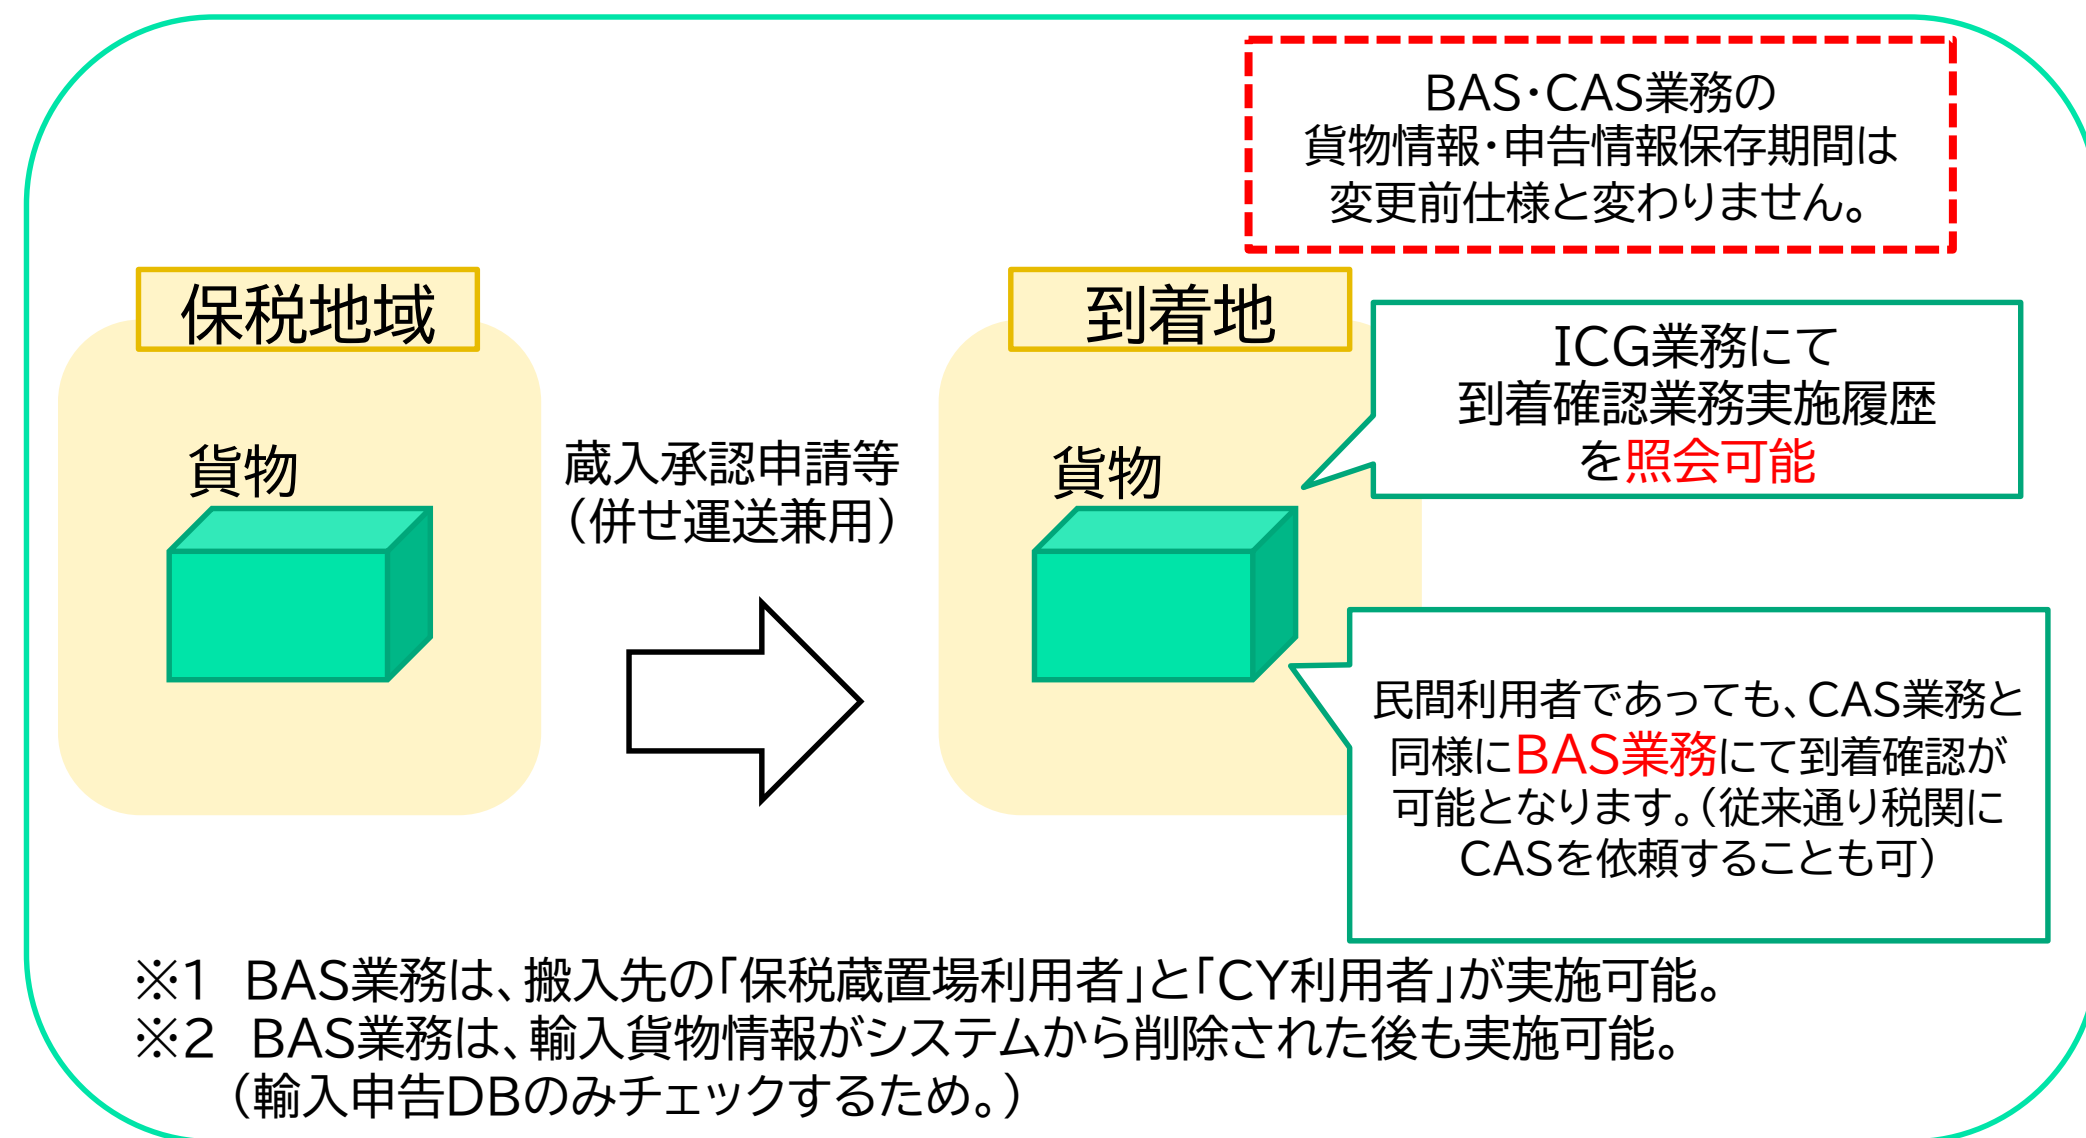 BAS・CAS業務の
貨物情報・申告情報保存期間は
変更前仕様と変わりません。
保税地域
到着地
ICG業務にて
到着確認業務実施履歴
を照会可能
貨物
蔵入承認申請等
（併せ運送兼用）
貨物
民間利用者であっても、CAS業務と
同様にBAS業務にて到着確認が
可能となります。（従来通り税関に
CASを依頼することも可）
※1　BAS業務は、搬入先の「保税蔵置場利用者」と「CY利用者」が実施可能。
※2　BAS業務は、輸入貨物情報がシステムから削除された後も実施可能。
（輸入申告DBのみチェックするため。）